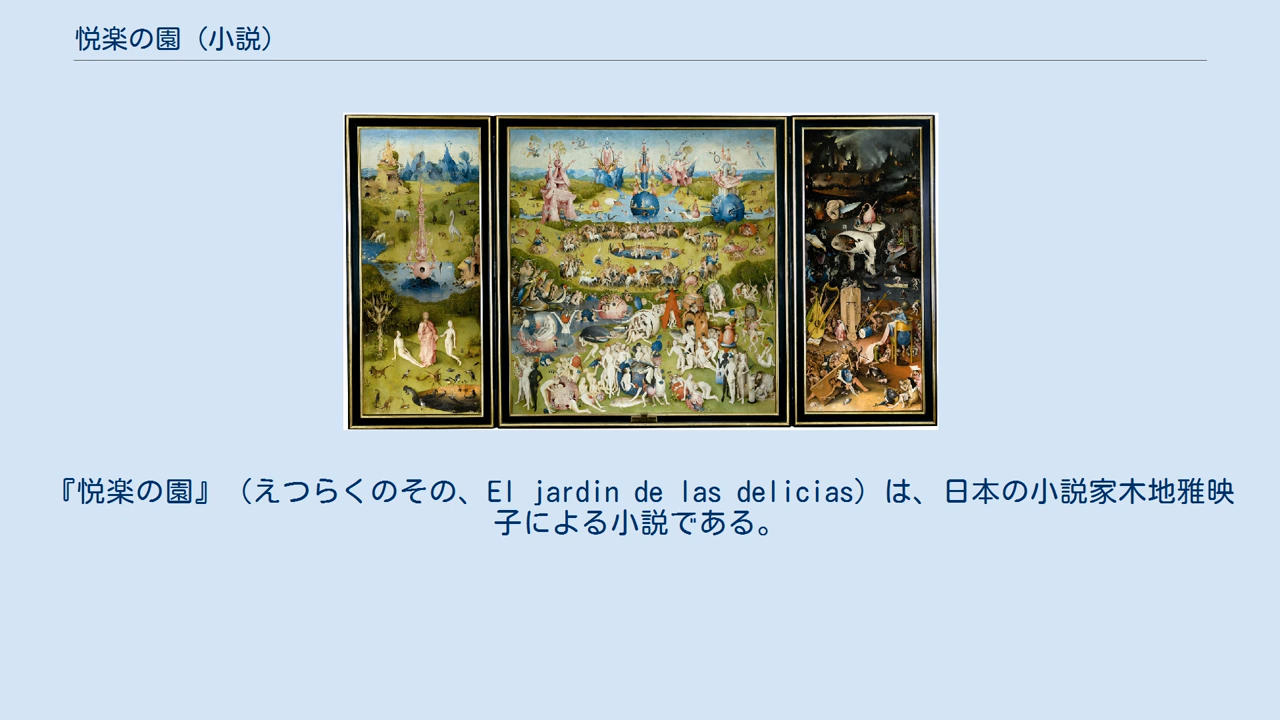 悦楽の園（小説）
『悦楽の園』（えつらくのその、El jardin de las delicias）は、日本の小説家木地雅映
子による小説である。